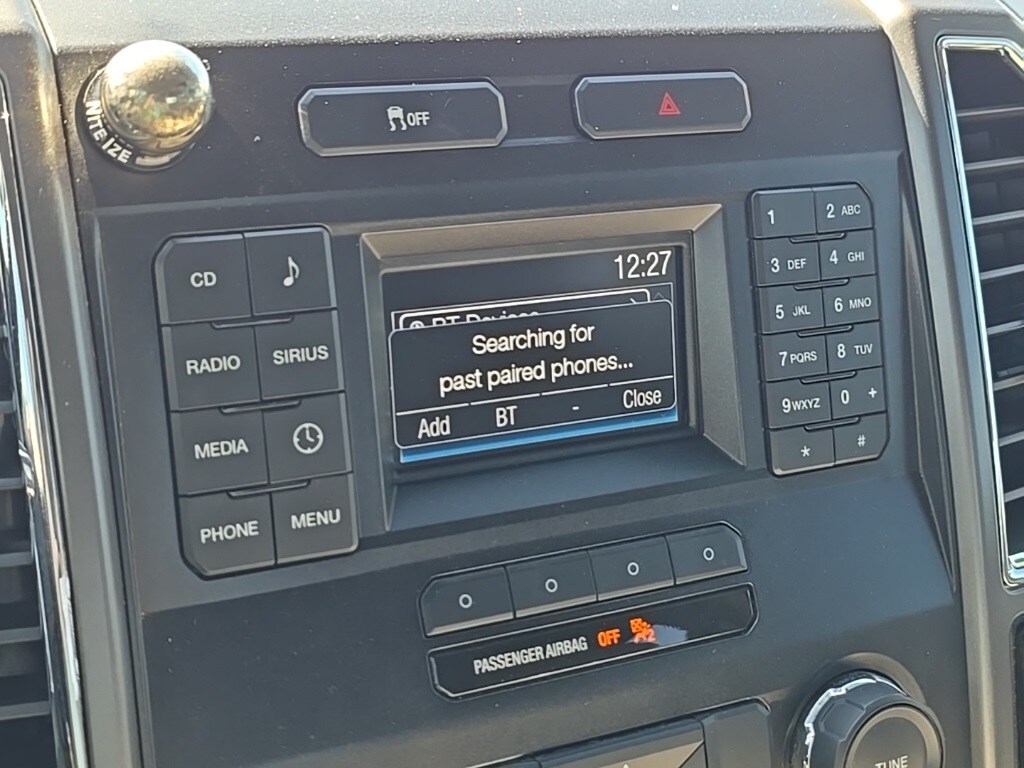 NITE IZE
OFF
12:27
BT Devices
Searching for
past paired phones...
Add BT - Close
CD
RADIO SIRIUS
MEDIA
PHONE MENU
1 2 ABC
3 DEF 4 GHI
5 JKL 6 MNO
7 PQRS 8 TUV
9 WXYZ 0 +
* #
PASSENGER AIRBAG OFF
TUNE